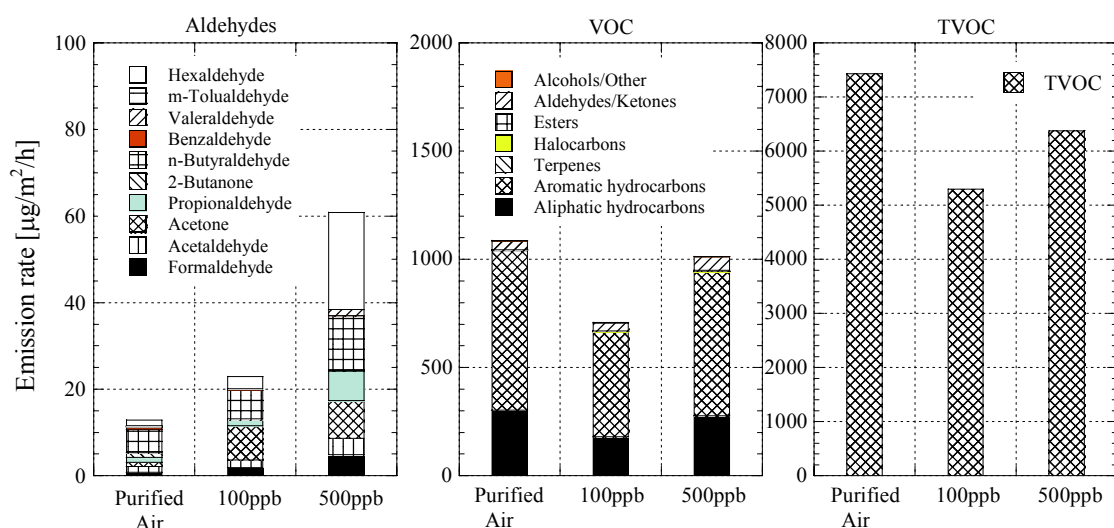 Aldehydes
VOC
TVOC
Emission rate [μg/m²/h]
100
80
60
40
20
0
Hexaldehyde
m-Tolualdehyde
Valeraldehyde
Benzaldehyde
n-Butyraldehyde
2-Butanone
Propionaldehyde
Acetone
Acetaldehyde
Formaldehyde
Purified Air
100ppb
500ppb
2000
1500
1000
500
0
Alcohols/Other
Aldehydes/Ketones
Esters
Halocarbons
Terpenes
Aromatic hydrocarbons
Aliphatic hydrocarbons
Purified Air
100ppb
500ppb
8000
7000
6000
5000
4000
3000
2000
1000
0
TVOC
Purified Air
100ppb
500ppb